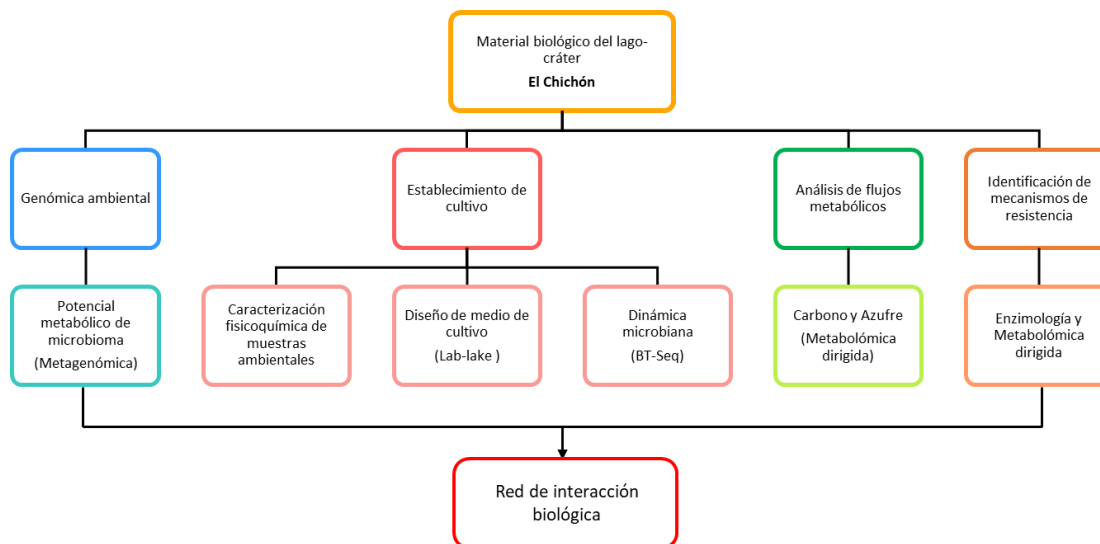 Material biológico del lago-
cráter
El Chichón
Genómica ambiental
Establecimiento de
cultivo
Análisis de flujos
metabólicos
Identificación de
mecanismos de
resistencia
Potencial
metabólico de
microbioma
(Metagenómica)
Caracterización
fisicoquímica de
muestras
ambientales
Diseño de medio de
cultivo
(Lab-lake )
Dinámica
microbiana
(BT-Seq)
Carbono y Azufre
(Metabolómica
dirigida)
Enzimología y
Metabolómica
dirigida
Red de interacción
biológica